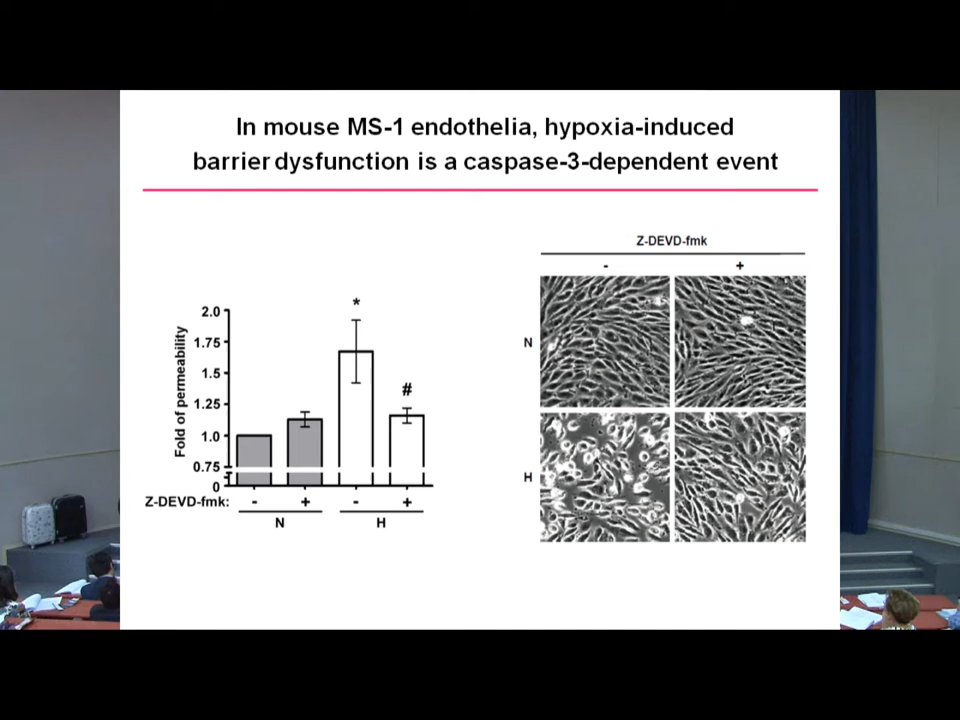 In mouse MS-1 endothelia, hypoxia-induced
barrier dysfunction is a caspase-3-dependent event
Fold of permeability
2.0
1.75
1.5
1.25
1.0
0.75
0
*
#
Z-DEVD-fmk: - + - +
N H
Z-DEVD-fmk
- +
N
H